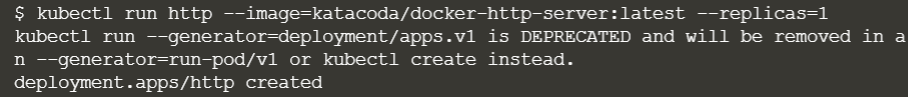 $ kubectl run http --image=katacoda/docker-http-server:latest --replicas=1
kubectl run --generator=deployment/apps.v1 is DEPRECATED and will be removed in a
n --generator=run-pod/v1 or kubectl create instead.
deployment.apps/http created